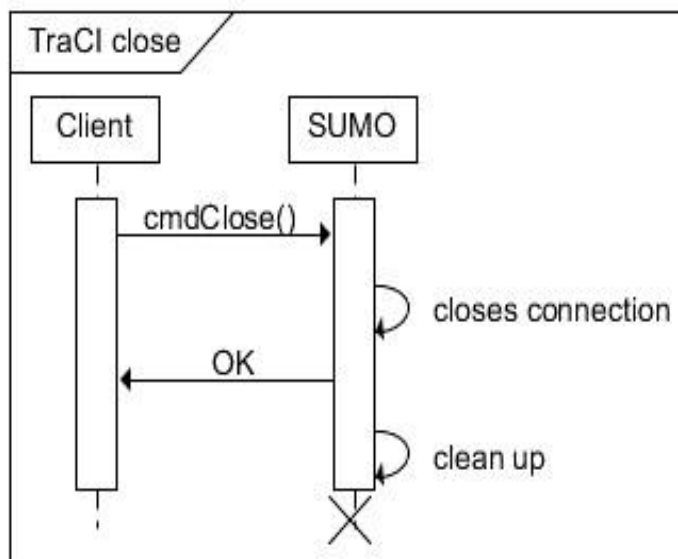 TraCI close
Client
SUMO
cmdClose()
closes connection
OK
clean up